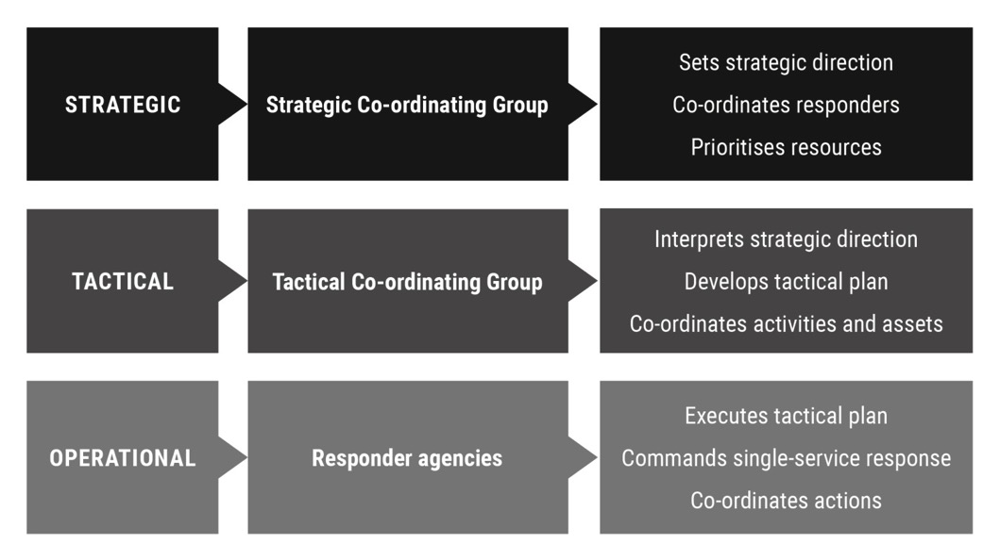 STRATEGIC
Strategic Co-ordinating Group
Sets strategic direction
Co-ordinates responders
Prioritises resources
TACTICAL
Tactical Co-ordinating Group
Interprets strategic direction
Develops tactical plan
Co-ordinates activities and assets
OPERATIONAL
Responder agencies
Executes tactical plan
Commands single-service response
Co-ordinates actions